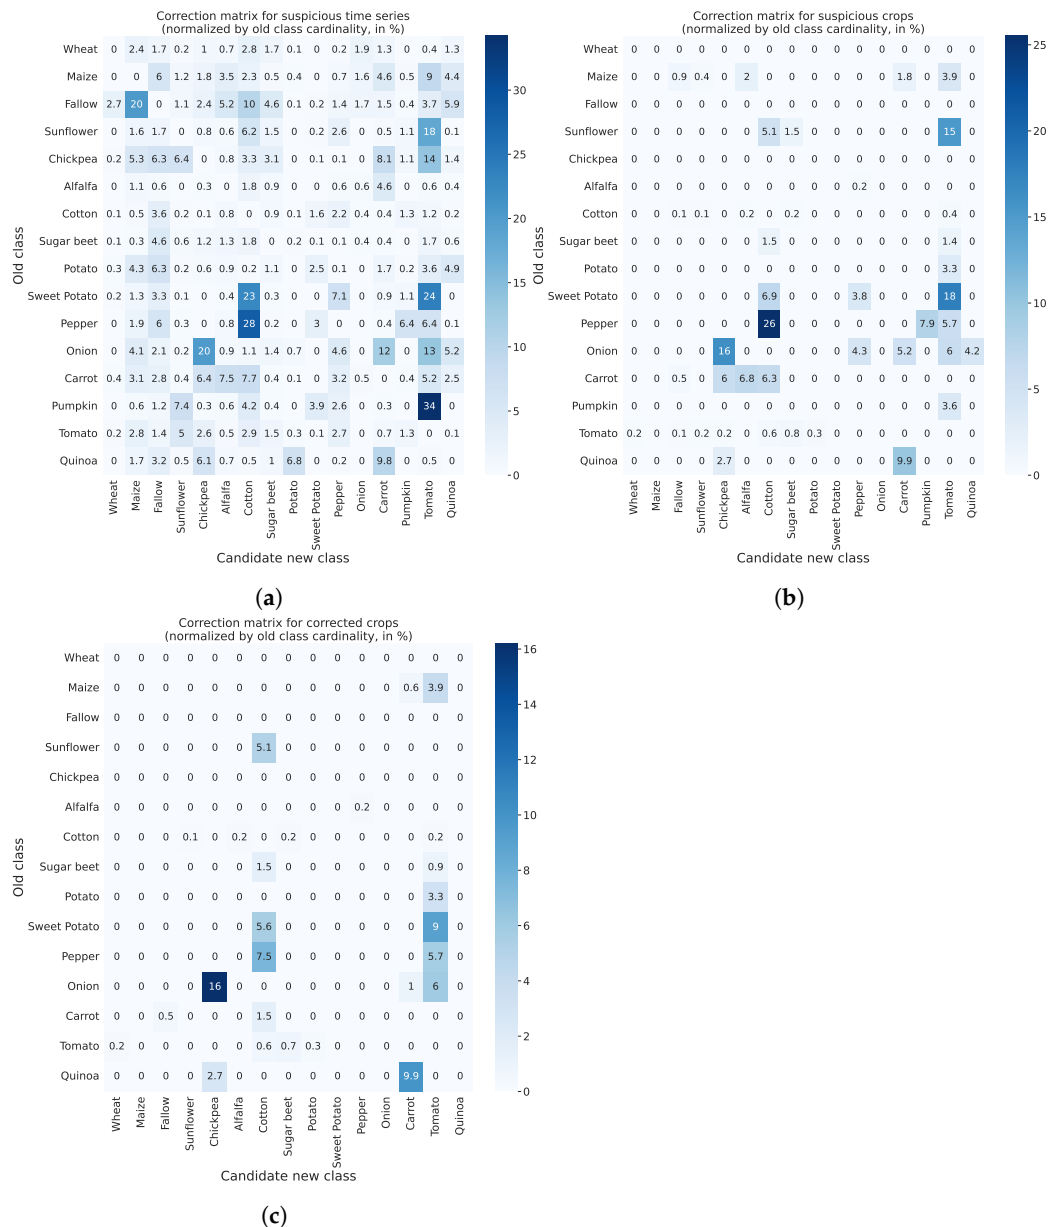 Correction matrix for suspicious time series
(normalized by old class cardinality, in %)
Wheat 0 2.4 1.7 0.2 1 0.7 2.8 1.7 0.1 0 0.2 1.9 1.3 0 0.4 1.3
Maize 0 0 6 1.2 1.8 3.5 2.3 0.5 0.4 0 0.7 1.6 4.6 0.5 9 4.4
Fallow 2.7 20 0 1.1 2.4 5.2 10 4.6 0.1 0.2 1.4 1.7 1.5 0.4 3.7 5.9
Sunflower 0 1.6 1.7 0 0.8 0.6 6.2 1.5 0 0.2 2.6 0 0.5 1.1 18 0.1
Chickpea 0.2 5.3 6.3 6.4 0 0.8 3.3 3.1 0 0.1 0.1 0 8.1 1.1 14 1.4
Alfalfa 0 1.1 0.6 0 0.3 0 1.8 0.9 0 0 0.6 0.6 4.6 0 0.6 0.4
Cotton 0.1 0.5 3.6 0.2 0.1 0.8 0 0.9 0.1 1.6 2.2 0.4 0.4 1.3 1.2 0.2
Sugar beet 0.1 0.3 4.6 0.6 1.2 1.3 1.8 0 0.2 0.1 0.1 0.4 0.4 0 1.7 0.6
Potato 0.3 4.3 6.3 0.2 0.6 0.9 0.2 1.1 0 2.5 0.1 0 1.7 0.2 3.6 4.9
Sweet Potato 0.2 1.3 3.3 0.1 0 0.4 23 0.3 0 0 7.1 0 0.9 1.1 24 0
Pepper 0 1.9 6 0.3 0 0.8 28 0.2 0 3 0 0 0.4 6.4 6.4 0.1
Onion 0 4.1 2.1 0.2 20 0.9 1.1 1.4 0.7 0 4.6 0 12 0 13 5.2
Carrot 0.4 3.1 2.8 0.4 6.4 7.5 7.7 0.4 0.1 0 3.2 0.5 0 0.4 5.2 2.5
Pumpkin 0 0.6 1.2 7.4 0.3 0.6 4.2 0.4 0 3.9 2.6 0 0.3 0 34 0
Tomato 0.2 2.8 1.4 5 2.6 0.5 2.9 1.5 0.3 0.1 2.7 0 0.7 1.3 0 0.1
Quinoa 0 1.7 3.2 0.5 6.1 0.7 0.5 1 6.8 0 0.2 0 9.8 0 0.5 0
Wheat Maize Fallow Sunflower Chickpea Alfalfa Cotton Sugar beet Potato Sweet Potato Pepper Onion Carrot Pumpkin Tomato Quinoa
Old class
Candidate new class
30
25
20
15
10
5
0
(a)
Correction matrix for suspicious crops
(normalized by old class cardinality, in %)
Wheat 0 0 0 0 0 0 0 0 0 0 0 0 0 0 0 0
Maize 0 0 0.9 0.4 0 2 0 0 0 0 0 0 1.8 0 3.9 0
Fallow 0 0 0 0 0 0 0 0 0 0 0 0 0 0 0 0
Sunflower 0 0 0 0 0 0 5.1 1.5 0 0 0 0 0 0 15 0
Chickpea 0 0 0 0 0 0 0 0 0 0 0 0 0 0 0 0
Alfalfa 0 0 0 0 0 0 0 0 0 0 0.2 0 0 0 0 0
Cotton 0 0 0.1 0.1 0 0.2 0 0.2 0 0 0 0 0 0 0.4 0
Sugar beet 0 0 0 0 0 0 1.5 0 0 0 0 0 0 0 1.4 0
Potato 0 0 0 0 0 0 0 0 0 0 0 0 0 0 3.3 0
Sweet Potato 0 0 0 0 0 0 6.9 0 0 0 3.8 0 0 0 18 0
Pepper 0 0 0 0 0 0 26 0 0 0 0 0 0 7.9 5.7 0
Onion 0 0 0 0 16 0 0 0 0 0 4.3 0 5.2 0 6 4.2
Carrot 0 0 0.5 0 6 6.8 6.3 0 0 0 0 0 0 0 0 0
Pumpkin 0 0 0 0 0 0 0 0 0 0 0 0 0 0 3.6 0
Tomato 0.2 0 0.1 0.2 0.2 0 0.6 0.8 0.3 0 0 0 0 0 0 0
Quinoa 0 0 0 0 2.7 0 0 0 0 0 0 0 9.9 0 0 0
Wheat Maize Fallow Sunflower Chickpea Alfalfa Cotton Sugar beet Potato Sweet Potato Pepper Onion Carrot Pumpkin Tomato Quinoa
Old class
Candidate new class
25
20
15
10
5
0
(b)
Correction matrix for corrected crops
(normalized by old class cardinality, in %)
Wheat 0 0 0 0 0 0 0 0 0 0 0 0 0 0 0
Maize 0 0 0 0 0 0 0 0 0 0 0 0 0.6 3.9 0
Fallow 0 0 0 0 0 0 0 0 0 0 0 0 0 0 0
Sunflower 0 0 0 0 0 0 5.1 0 0 0 0 0 0 0 0
Chickpea 0 0 0 0 0 0 0 0 0 0 0 0 0 0 0
Alfalfa 0 0 0 0 0 0 0 0 0 0 0.2 0 0 0 0
Cotton 0 0 0 0.1 0 0.2 0 0.2 0 0 0 0 0 0.2 0
Sugar beet 0 0 0 0 0 0 1.5 0 0 0 0 0 0 0.9 0
Potato 0 0 0 0 0 0 0 0 0 0 0 0 0 3.3 0
Sweet Potato 0 0 0 0 0 0 5.6 0 0 0 0 0 0 9 0
Pepper 0 0 0 0 0 0 7.5 0 0 0 0 0 0 5.7 0
Onion 0 0 0 0 16 0 0 0 0 0 0 0 1 6 0
Carrot 0 0 0.5 0 0 0 1.5 0 0 0 0 0 0 0 0
Tomato 0.2 0 0 0 0 0 0.6 0.7 0.3 0 0 0 0 0 0
Quinoa 0 0 0 0 2.7 0 0 0 0 0 0 0 9.9 0 0
Wheat Maize Fallow Sunflower Chickpea Alfalfa Cotton Sugar beet Potato Sweet Potato Pepper Onion Carrot Tomato Quinoa
Old class
Candidate new class
16
14
12
10
8
6
4
2
0
(c)